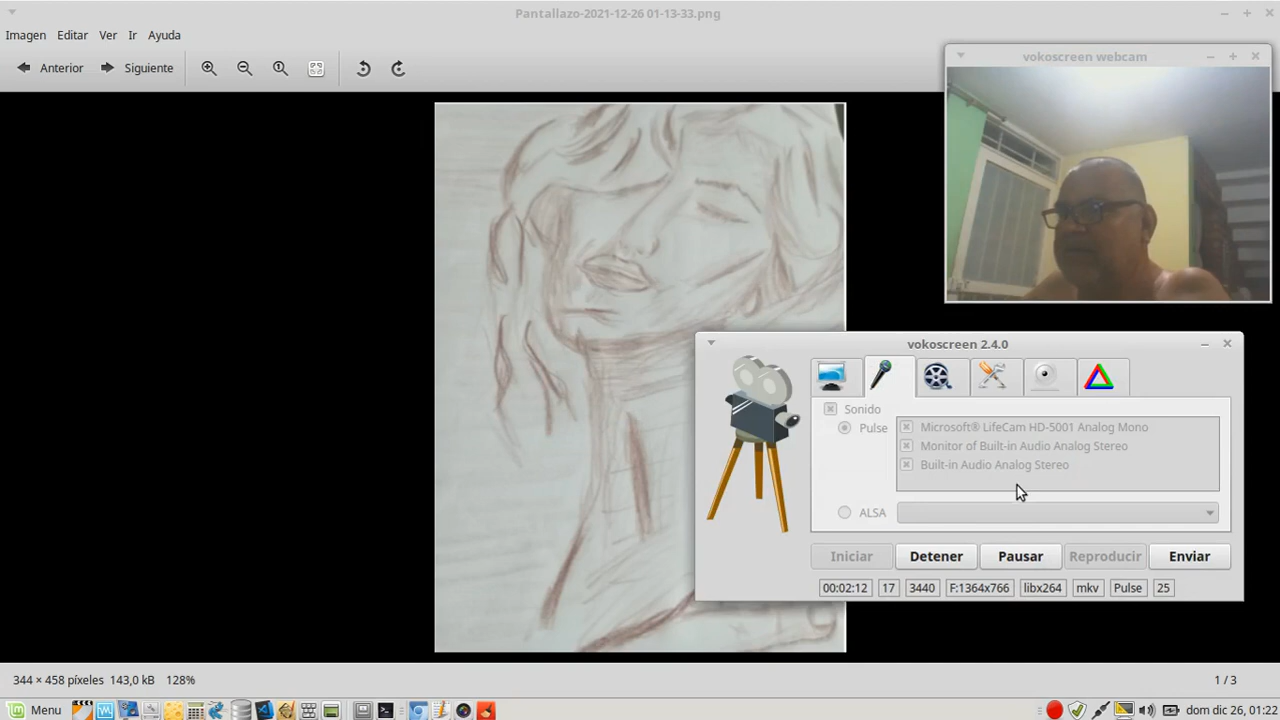 Pantallazo-2021-12-26 01-13-33.png
Imagen Editar Ver Ir Ayuda
Anterior Siguiente
vokoscreen webcam
vokoscreen 2.4.0
Sonido
Pulse
Microsoft® LifeCam HD-5001 Analog Mono
Monitor of Built-in Audio Analog Stereo
Built-in Audio Analog Stereo
ALSA
Iniciar Detener Pausar Reproducir Enviar
00:02:12 17 3440 F:1364x766 libx264 mkv Pulse 25
344 × 458 píxeles 143,0 kB 128% 1 / 3
Menu dom dic 26, 01:22